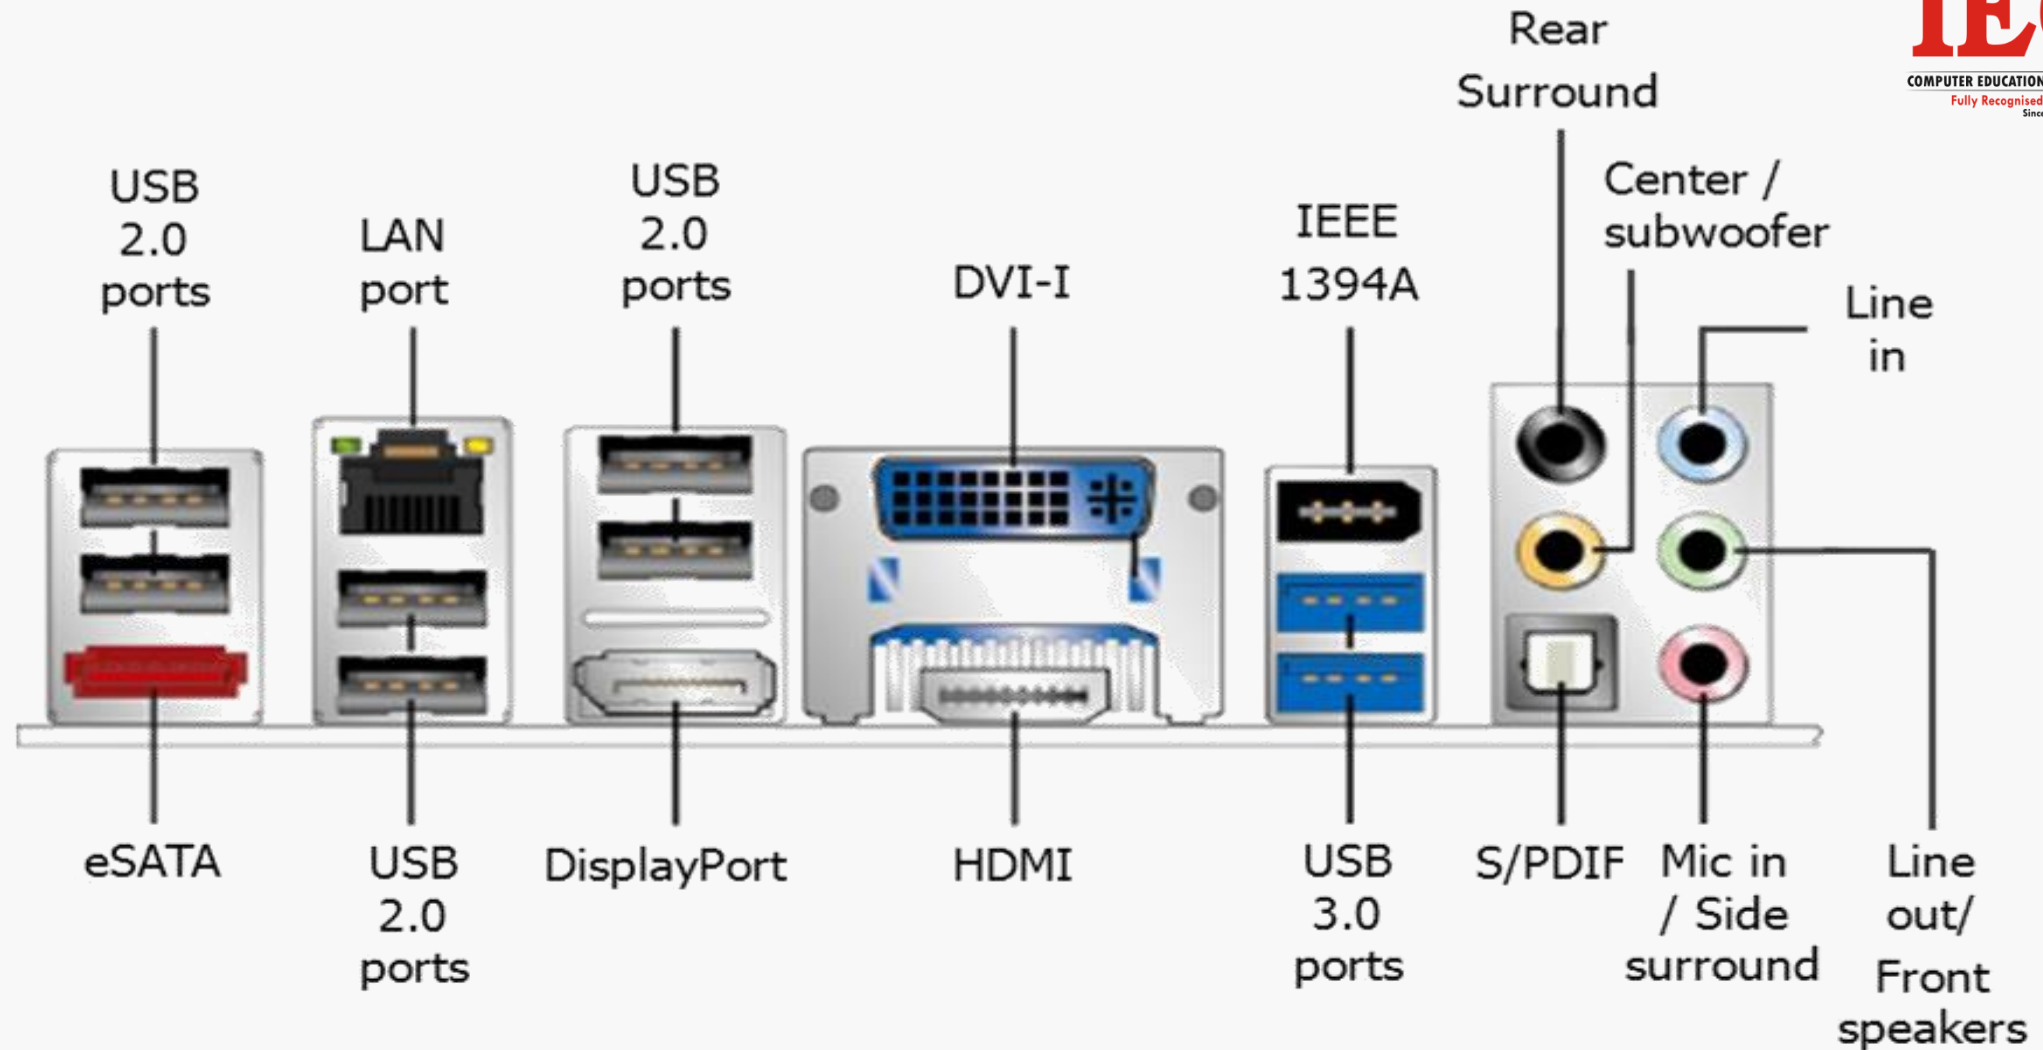 Rear
Surround
IE
COMPUTER EDUCATION
Fully Recognised
Since
Center /
subwoofer
USB
2.0
ports
LAN
port
USB
2.0
ports
DVI-I
IEEE
1394A
Line
in
eSATA
USB
2.0
ports
DisplayPort
HDMI
USB
3.0
ports
S/PDIF
Mic in
/ Side
surround
Line
out/
Front
speakers